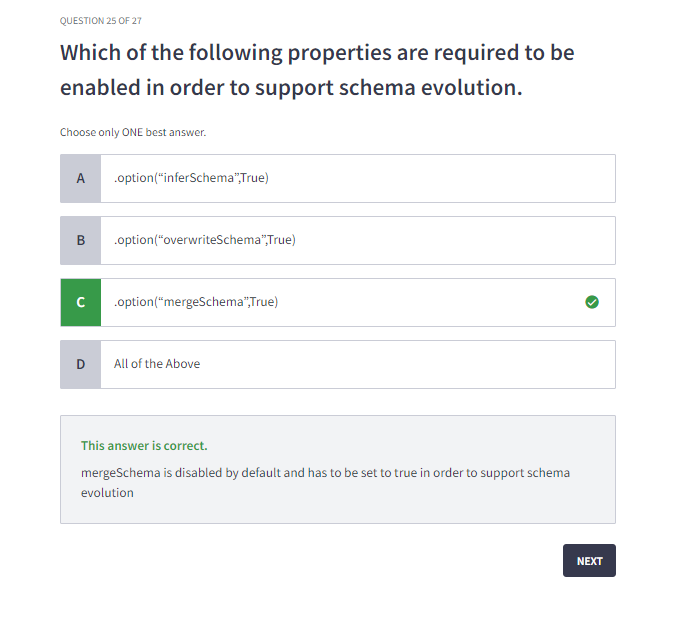 QUESTION 25 OF 27
Which of the following properties are required to be
enabled in order to support schema evolution.
Choose only ONE best answer.
A
.option(“inferSchema”,True)
B
.option(“overwriteSchema”,True)
C
.option(“mergeSchema”,True)
D
All of the Above
This answer is correct.
mergeSchema is disabled by default and has to be set to true in order to support schema
evolution
NEXT